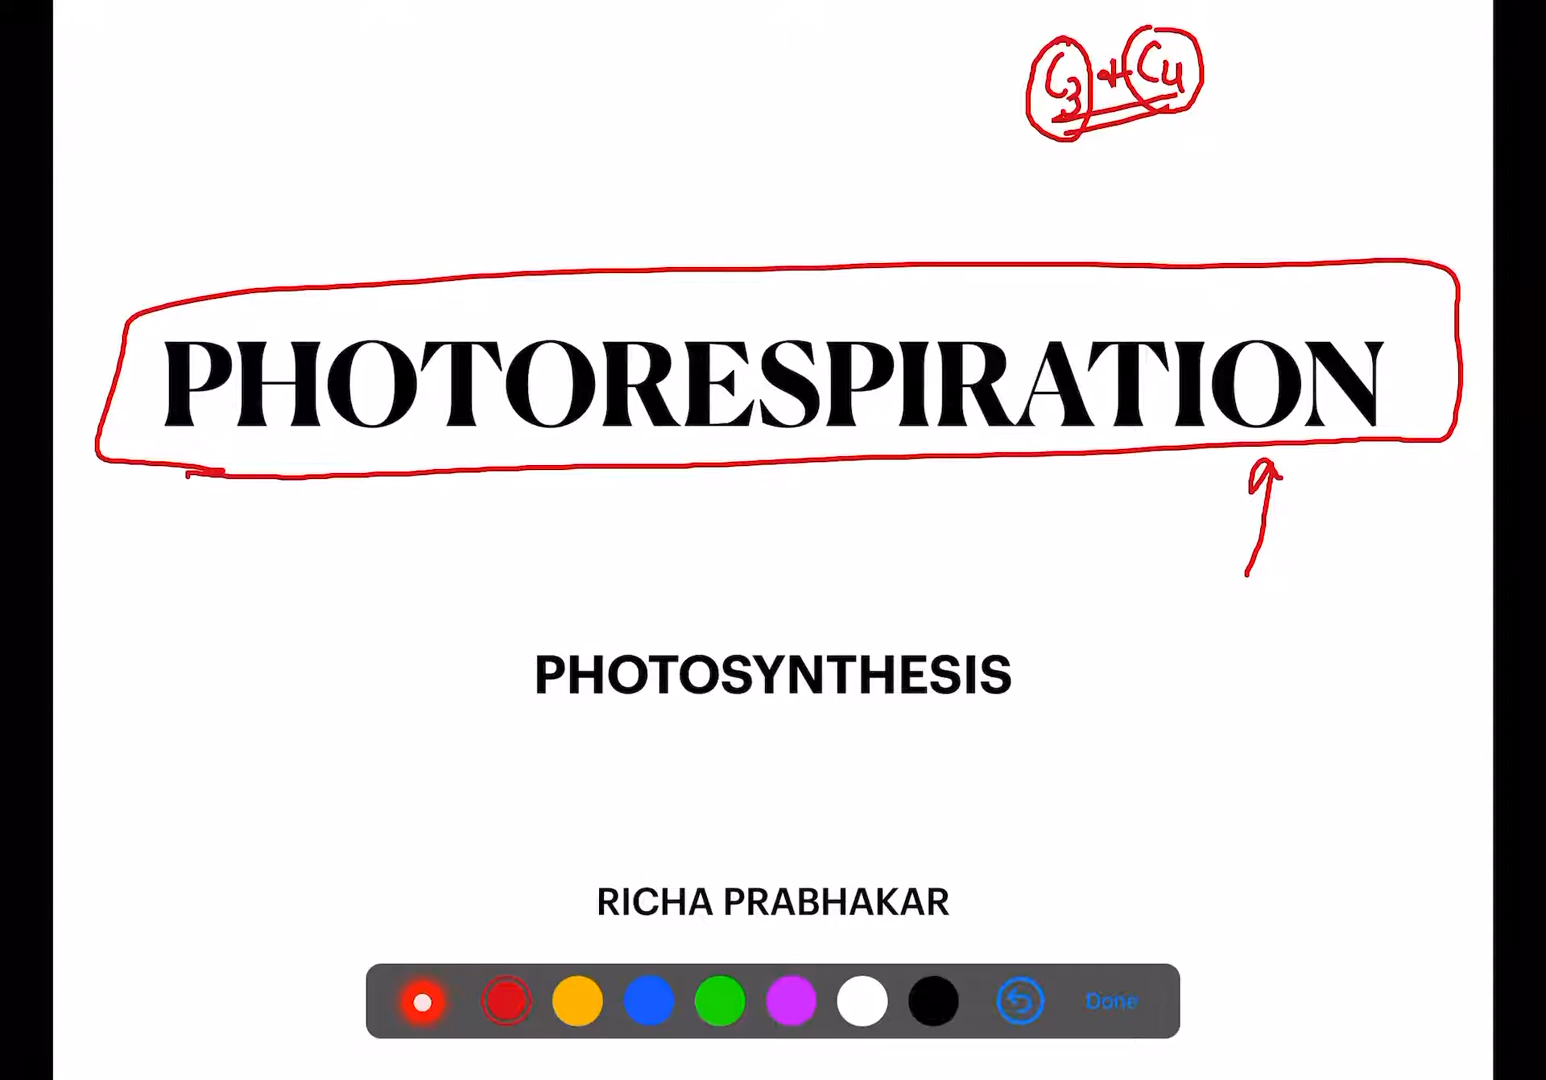 C3 + C4
PHOTORESPIRATION
PHOTOSYNTHESIS
RICHA PRABHAKAR
Done